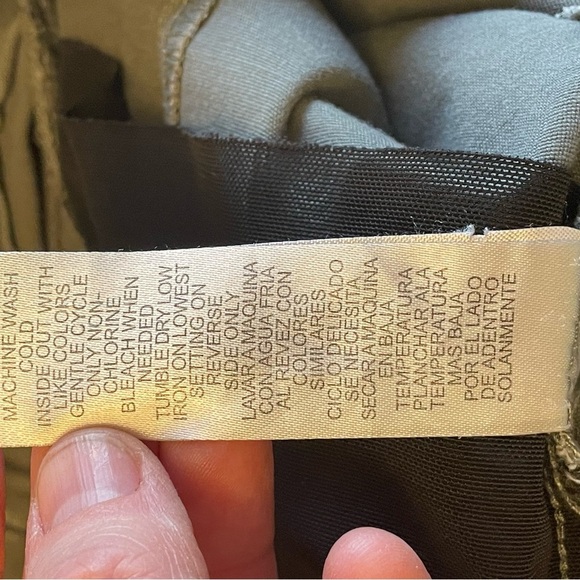 MACHINE WASH
COLD
INSIDE OUT WITH
LIKE COLORS
GENTLE CYCLE
ONLY NON-
CHLORINE
BLEACH WHEN
NEEDED
TUMBLE DRY LOW
IRON ON LOWEST
SETTING ON
REVERSE
SIDE ONLY
LAVAR A MAQUINA
CON AGUA FRIA
AL REVEZ CON
COLORES
SIMILARES
CICLO DELICADO
SE NECESITA
SECAR A MAQUINA
EN BAJA
TEMPERATURA
PLANCHAR ALA
TEMPERATURA
MAS BAJA
POR EL LADO
DE ADENTRO
SOLANMENTE